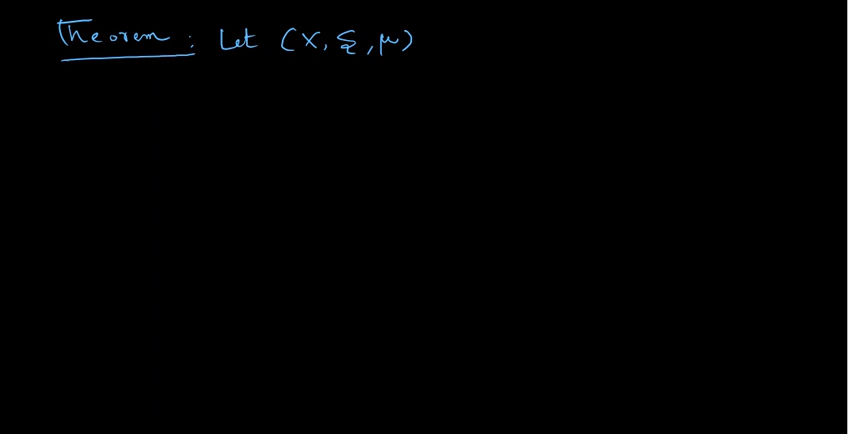 Theorem : Let (X, Σ, μ)